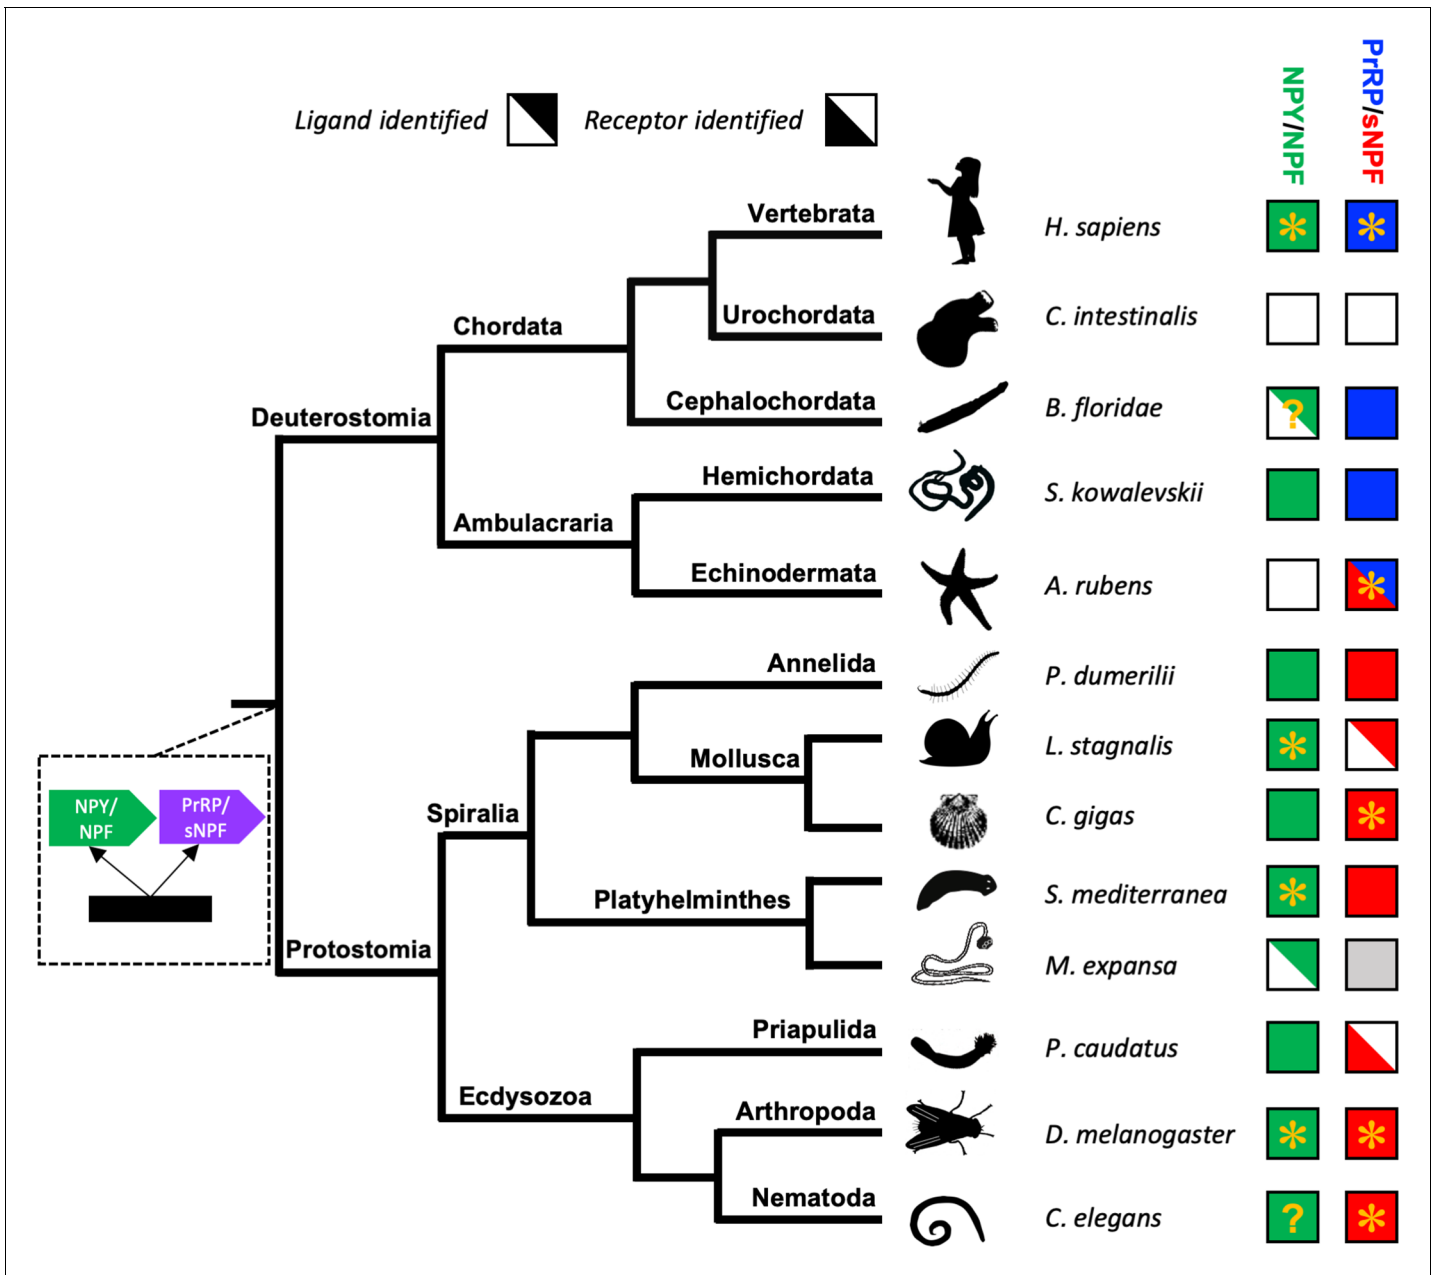 PrRP/sNPF
NPY/NPF
Ligand identified
Receptor identified
Vertebrata
H. sapiens
*
*
Urochordata
C. intestinalis
Chordata
Cephalochordata
B. floridae
?
Deuterostomia
Hemichordata
S. kowalevskii
Ambulacraria
Echinodermata
A. rubens
*
Annelida
P. dumerilii
Mollusca
L. stagnalis
*
C. gigas
*
NPY/
NPF
PrRP/
sNPF
Spiralia
Platyhelminthes
S. mediterranea
*
M. expansa
Protostomia
Priapulida
P. caudatus
Ecdysozoa
Arthropoda
D. melanogaster
*
*
Nematoda
C. elegans
?
*